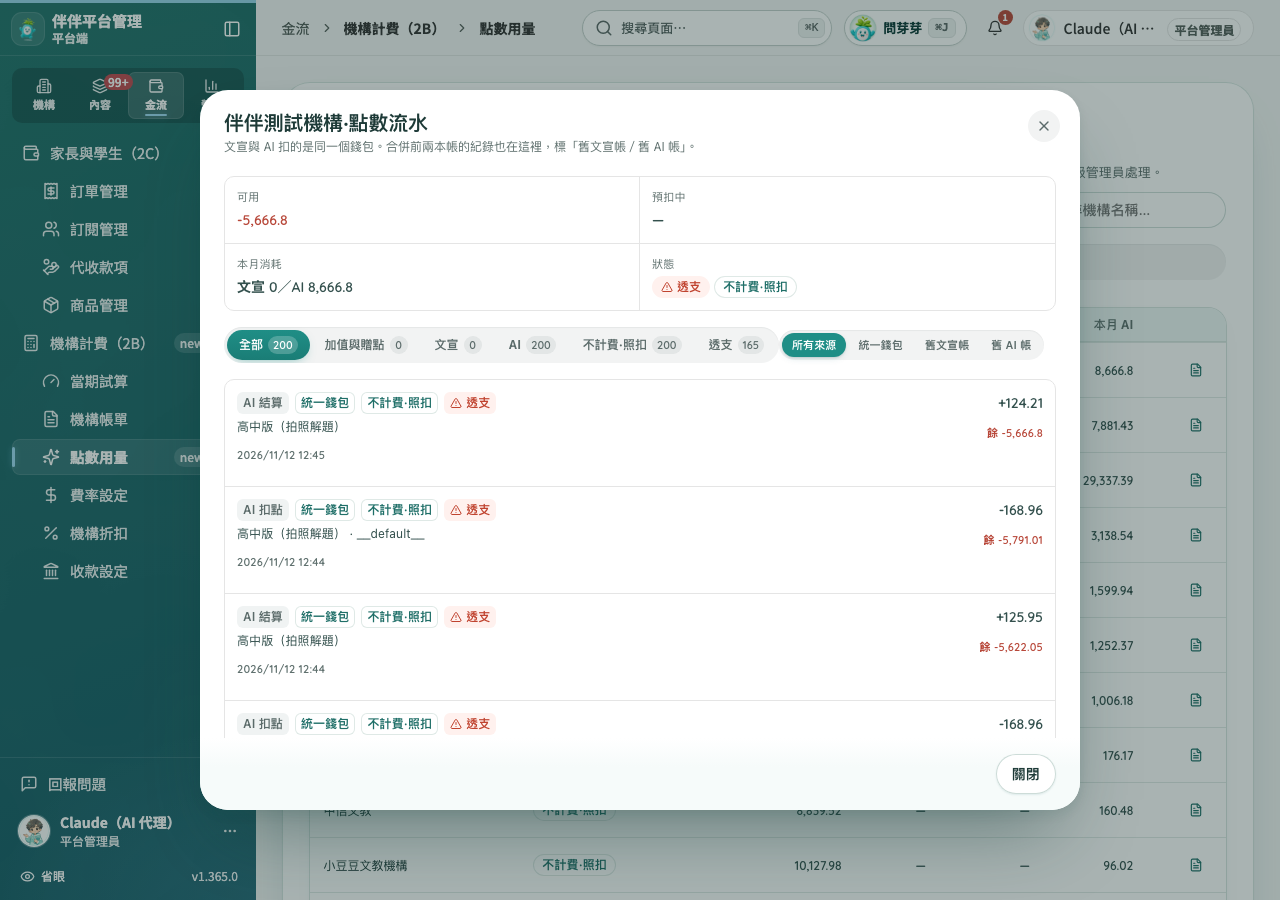 伴伴平台管理
平台端
金流 > 機構計費（2B） > 點數用量
搜尋頁面… ⌘K
問芽芽 ⌘J
1
Claude（AI … 平台管理員
機構
內容
99+
金流
家長與學生（2C）
訂單管理
訂閱管理
代收款項
商品管理
機構計費（2B） new
當期試算
機構帳單
點數用量 new
費率設定
機構折扣
收款設定
回報問題
Claude（AI 代理）
平台管理員
省眼 v1.365.0
伴伴測試機構·點數流水
文宣與 AI 扣的是同一個錢包。合併前兩本帳的紀錄也在這裡，標「舊文宣帳 / 舊 AI 帳」。
可用
-5,666.8
預扣中
—
本月消耗
文宣 0／AI 8,666.8
狀態
透支 不計費·照扣
全部 200 加值與贈點 0 文宣 0 AI 200 不計費·照扣 200 透支 165 所有來源 統一錢包 舊文宣帳 舊 AI 帳
AI 結算 統一錢包 不計費·照扣 透支 +124.21
高中版（拍照解題） 餘 -5,666.8
2026/11/12 12:45
AI 扣點 統一錢包 不計費·照扣 透支 -168.96
高中版（拍照解題） · __default__ 餘 -5,791.01
2026/11/12 12:44
AI 結算 統一錢包 不計費·照扣 透支 +125.95
高中版（拍照解題） 餘 -5,622.05
2026/11/12 12:44
AI 扣點 統一錢包 不計費·照扣 透支 -168.96
關閉
管理員處理。
機構名稱...
本月 AI
8,666.8
7,881.43
29,337.39
3,138.54
1,599.94
1,252.37
1,006.18
176.17
— — 160.48
小豆豆文教機構 不計費·照扣 10,127.98 — — 96.02